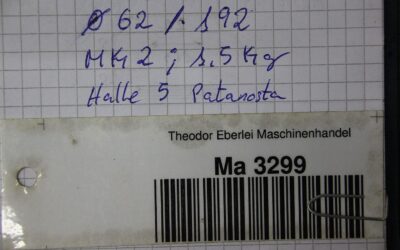 Ø 62 / 192
MK 2 ; 1,5 Kg
Halle 5 Patanosta
Theodor Eberlei Maschinenhandel
Ma 3299